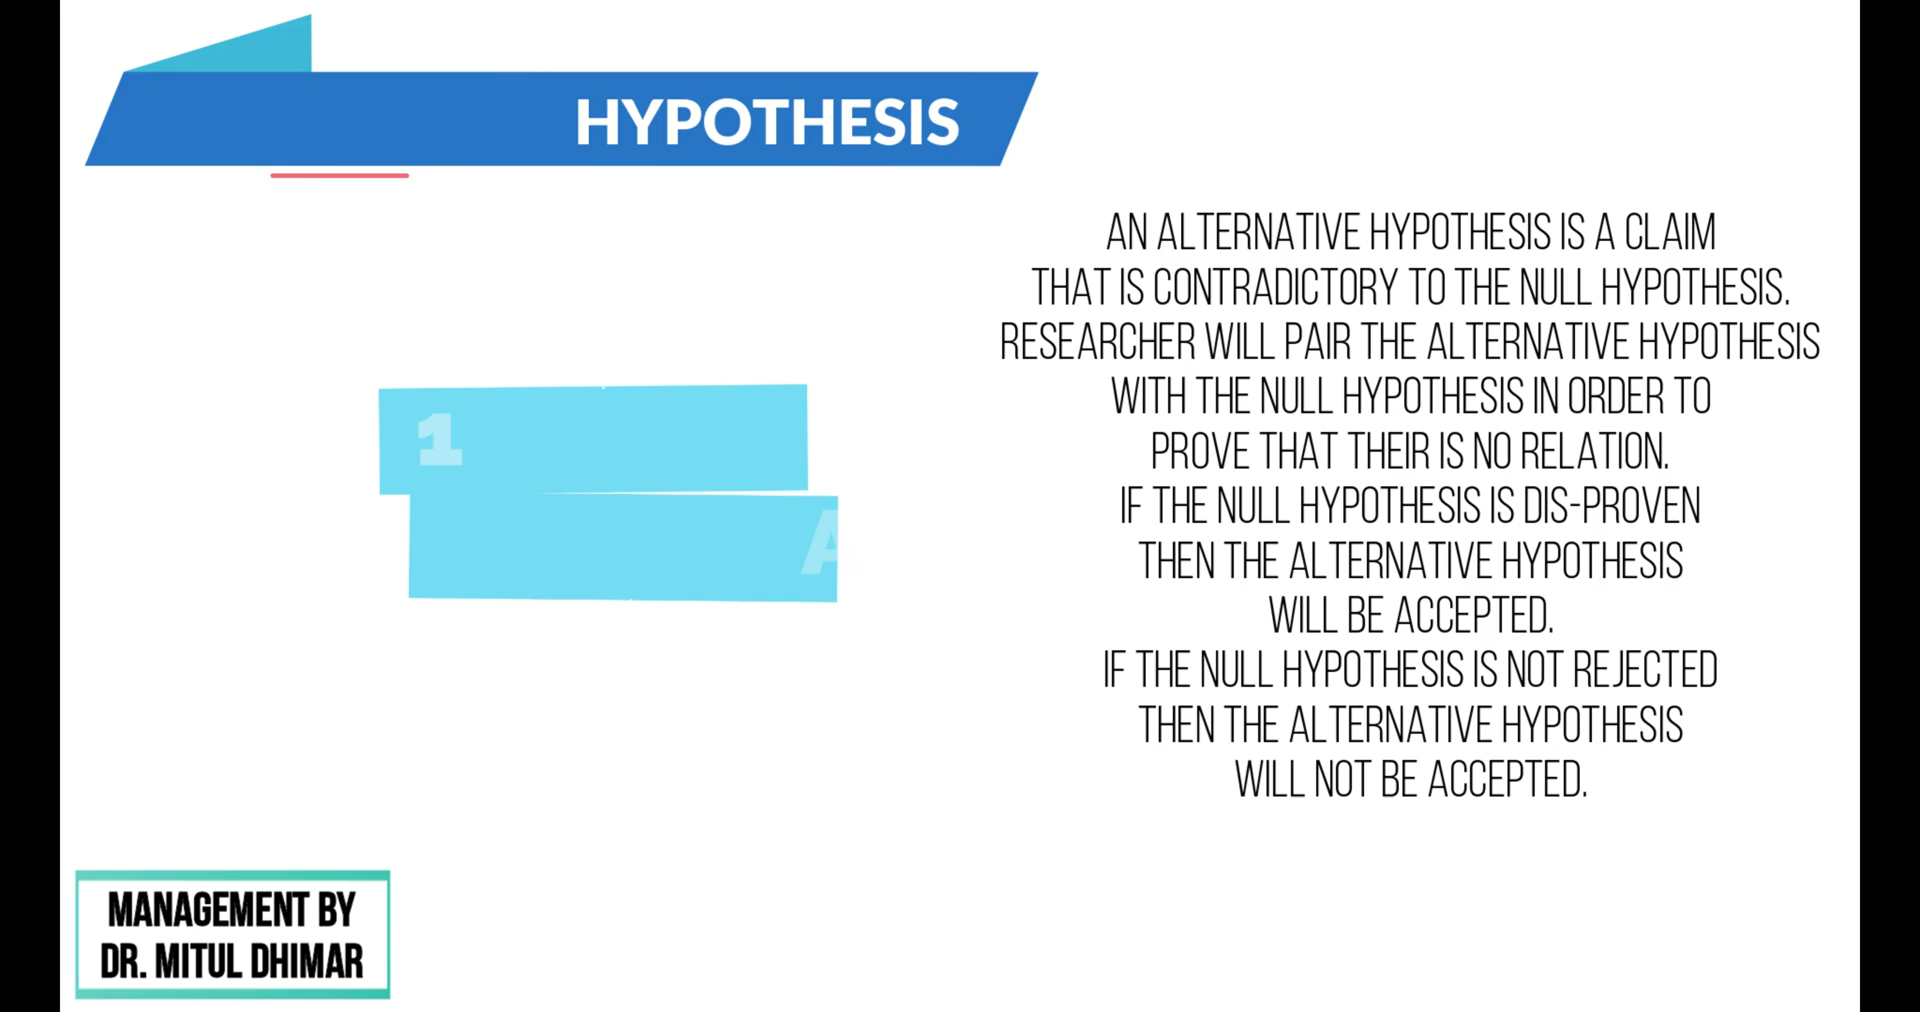 HYPOTHESIS
AN ALTERNATIVE HYPOTHESIS IS A CLAIM
THAT IS CONTRADICTORY TO THE NULL HYPOTHESIS.
RESEARCHER WILL PAIR THE ALTERNATIVE HYPOTHESIS
WITH THE NULL HYPOTHESIS IN ORDER TO
PROVE THAT THEIR IS NO RELATION.
IF THE NULL HYPOTHESIS IS DIS-PROVEN
THEN THE ALTERNATIVE HYPOTHESIS
WILL BE ACCEPTED.
IF THE NULL HYPOTHESIS IS NOT REJECTED
THEN THE ALTERNATIVE HYPOTHESIS
WILL NOT BE ACCEPTED.
1
A
MANAGEMENT BY
DR. MITUL DHIMAR